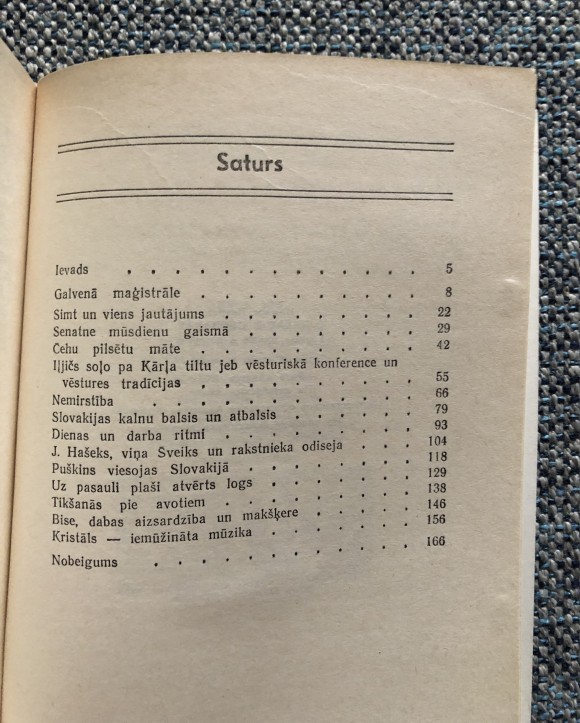 Saturs
Ievads . . . . . . . . . . . . . 5
Galvenā maģistrāle . . . . . . . . . . 8
Simt un viens jautājums . . . . . . . . 22
Senatne mūsdienu gaismā . . . . . . . 29
Čehu pilsētu māte . . . . . . . . . . 42
Iļjičs soļo pa Kārļa tiltu jeb vēsturiskā konference un
vēstures tradīcijas . . . . . . . . . . 55
Nemirstība . . . . . . . . . . . . 66
Slovakijas kalnu balsis un atbalsis . . . . . . 79
Dienas un darba ritmi . . . . . . . . 93
J. Hašeks, viņa Šveiks un rakstnieka odiseja . . . 104
Puškins viesojas Slovakijā . . . . . . . 118
Uz pasauli plaši atvērts logs . . . . . . 129
Tikšanās pie avotiem . . . . . . . . 138
Bise, dabas aizsardzība un makšķere . . . . 146
Kristāls — iemūžināta mūzika . . . . . . 156
Nobeigums . . . . . . . . . . . 166